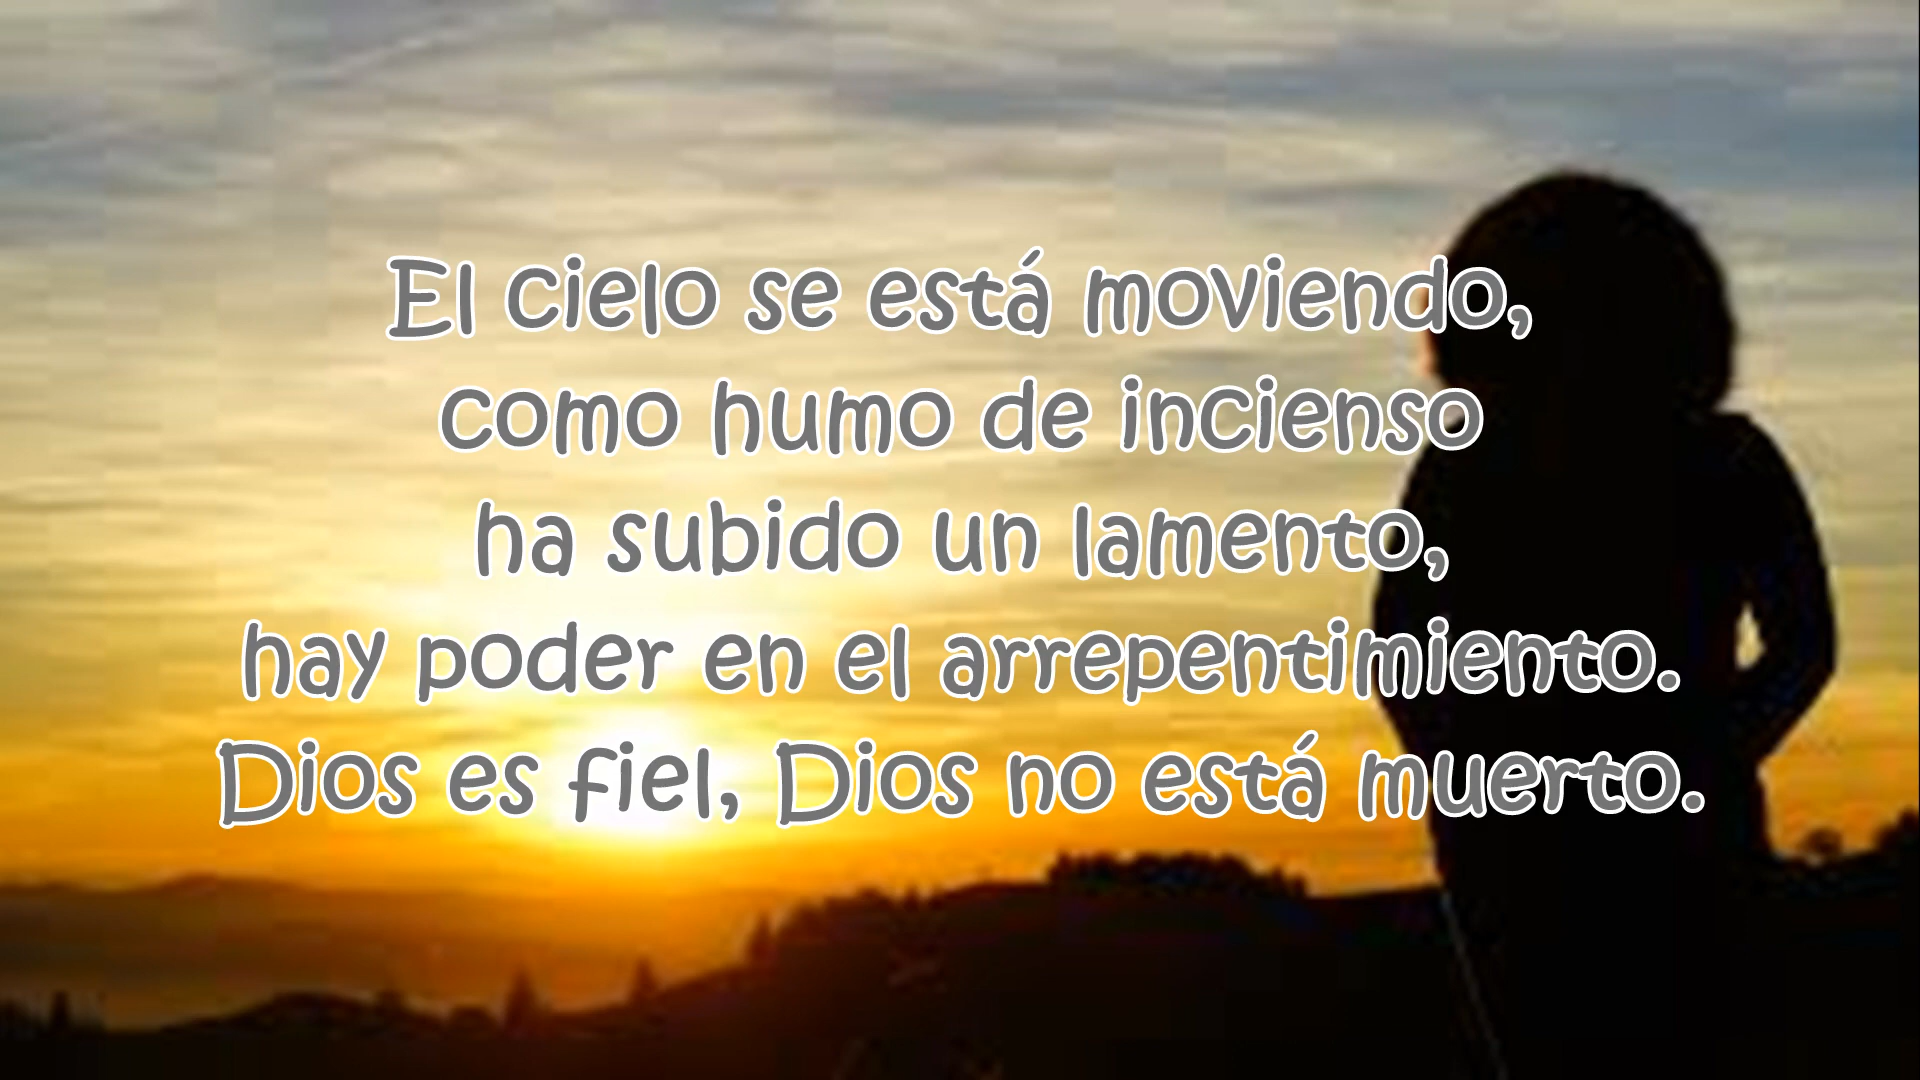 El cielo se está moviendo,
como humo de incienso
ha subido un lamento,
hay poder en el arrepentimiento.
Dios es fiel, Dios no está muerto.